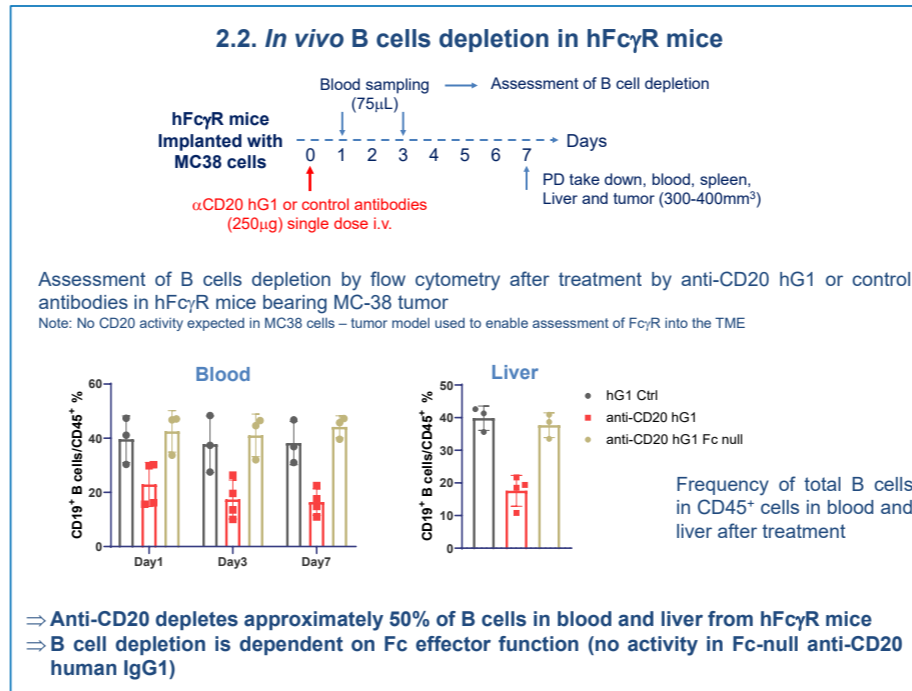 2.2. In vivo B cells depletion in hFcγR mice
Blood sampling
(75μL)
Assessment of B cell depletion
hFcγR mice
Implanted with
MC38 cells
0 1 2 3 4 5 6 7
Days
αCD20 hG1 or control antibodies
(250μg) single dose i.v.
PD take down, blood, spleen,
Liver and tumor (300-400mm³)
Assessment of B cells depletion by flow cytometry after treatment by anti-CD20 hG1 or control
antibodies in hFcγR mice bearing MC-38 tumor
Note: No CD20 activity expected in MC38 cells – tumor model used to enable assessment of FcγR into the TME
Blood
CD19⁺ B cells/CD45⁺ %
60
40
20
0
Day1 Day3 Day7
Liver
CD19⁺ B cells/CD45⁺ %
50
40
30
20
10
0
hG1 Ctrl
anti-CD20 hG1
anti-CD20 hG1 Fc null
Frequency of total B cells
in CD45⁺ cells in blood and
liver after treatment
⇒ Anti-CD20 depletes approximately 50% of B cells in blood and liver from hFcγR mice
⇒ B cell depletion is dependent on Fc effector function (no activity in Fc-null anti-CD20
human IgG1)